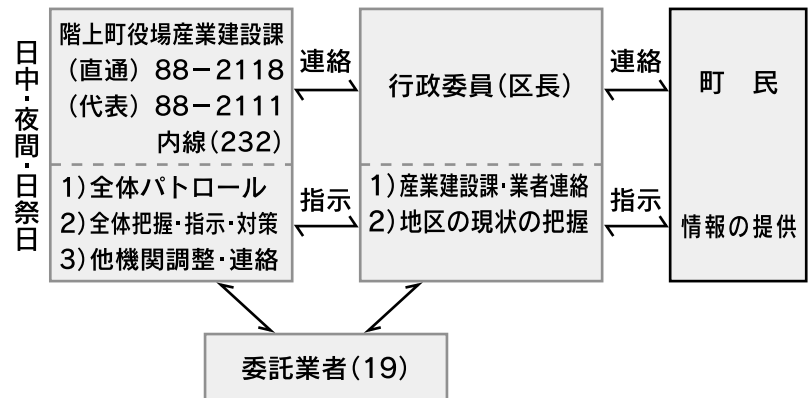 日中・夜間・日祭日
階上町役場産業建設課
(直通) 88−2118
(代表) 88−2111
内線(232)
1)全体パトロール
2)全体把握・指示・対策
3)他機関調整・連絡
連絡
指示
行政委員(区長)
1)産業建設課・業者連絡
2)地区の現状の把握
連絡
指示
町 民
情報の提供
委託業者(19)